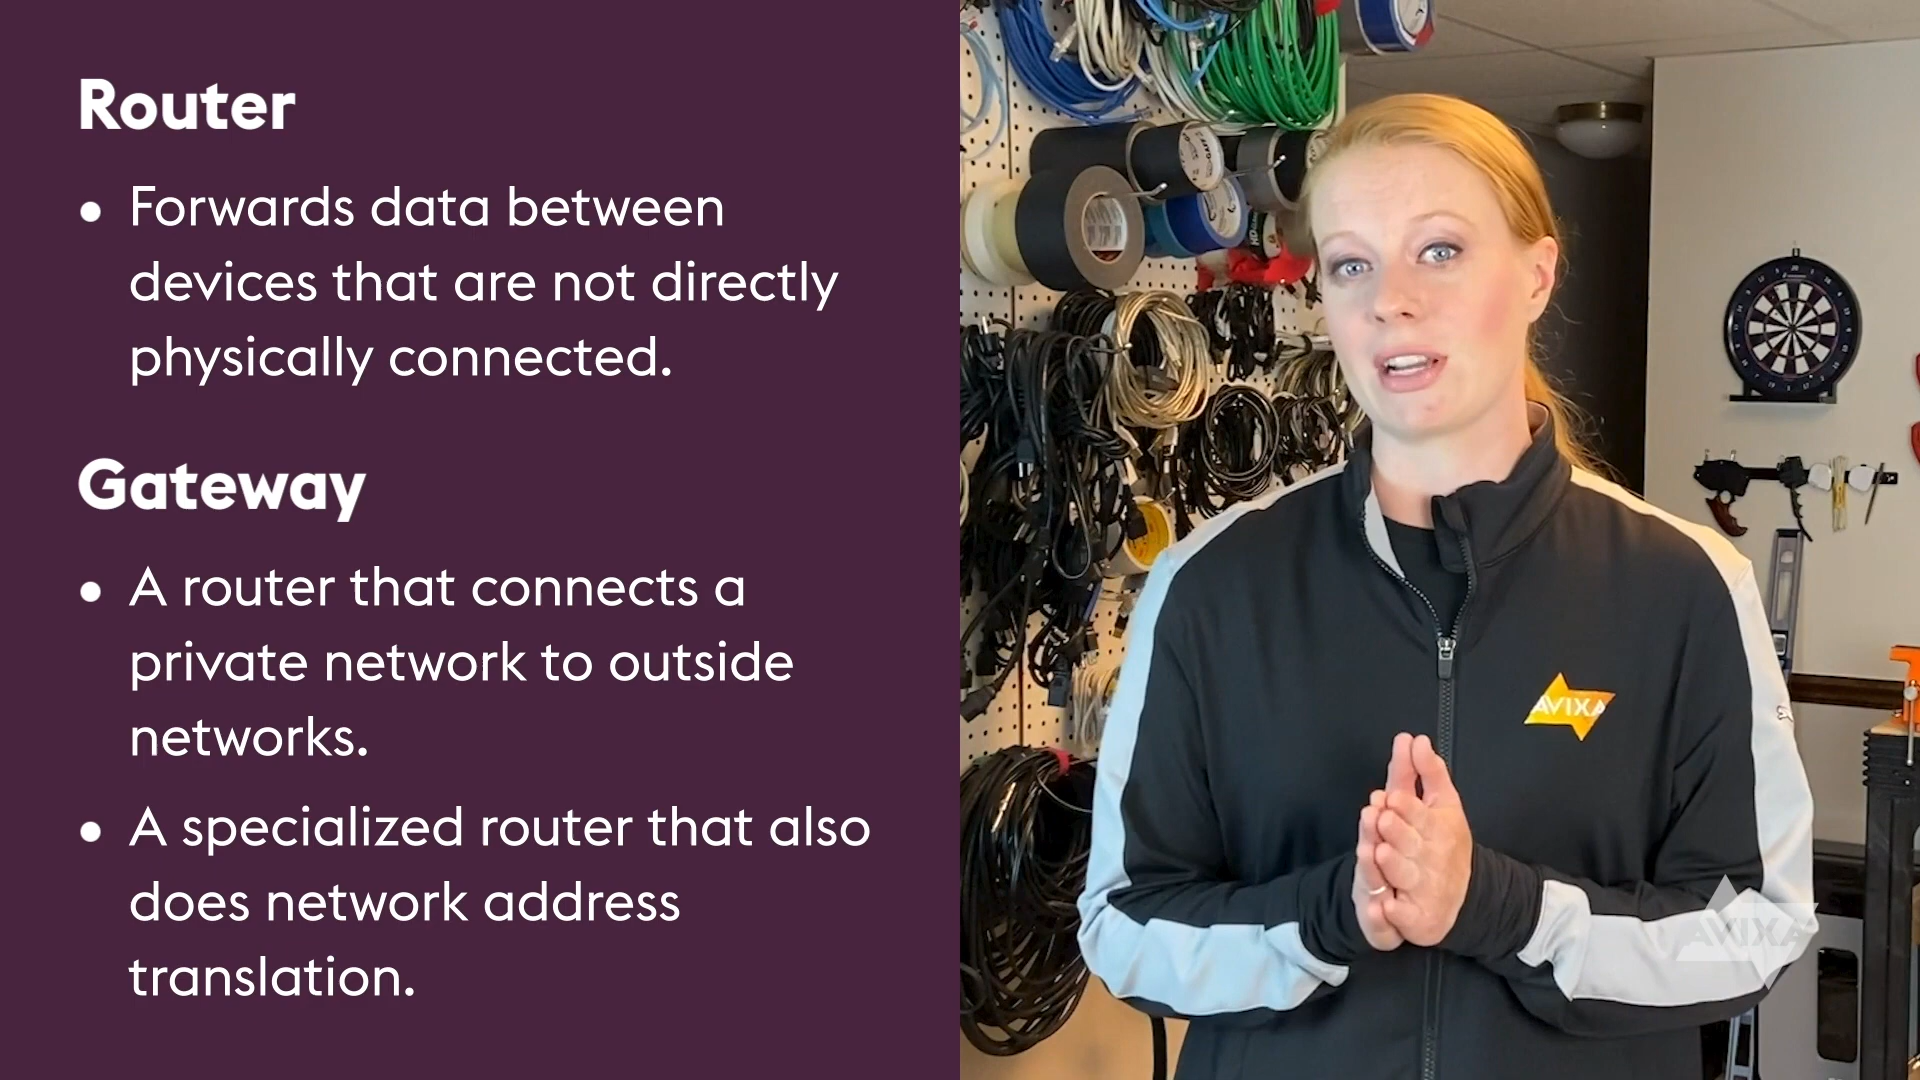 Router
• Forwards data between
devices that are not directly
physically connected.
Gateway
• A router that connects a
private network to outside
networks.
• A specialized router that also
does network address
translation.
AVIXA
AVIXA